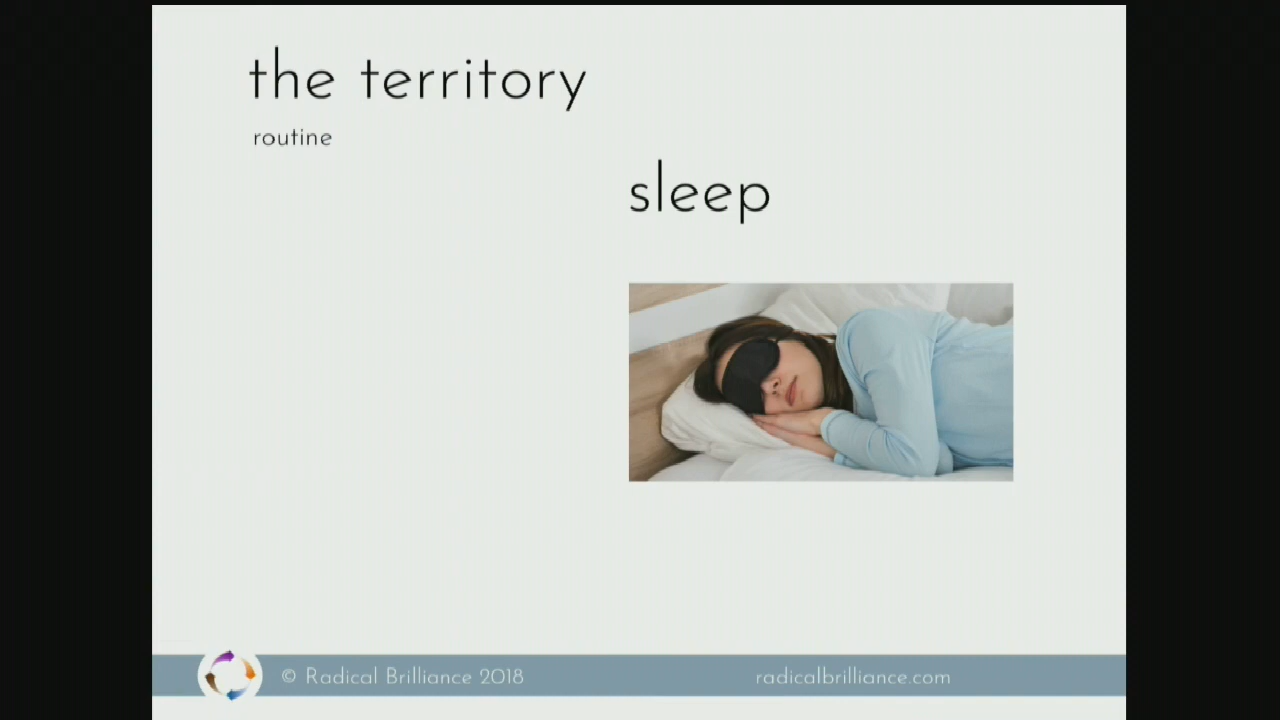 the territory
routine
sleep
© Radical Brilliance 2018
radicalbrilliance.com